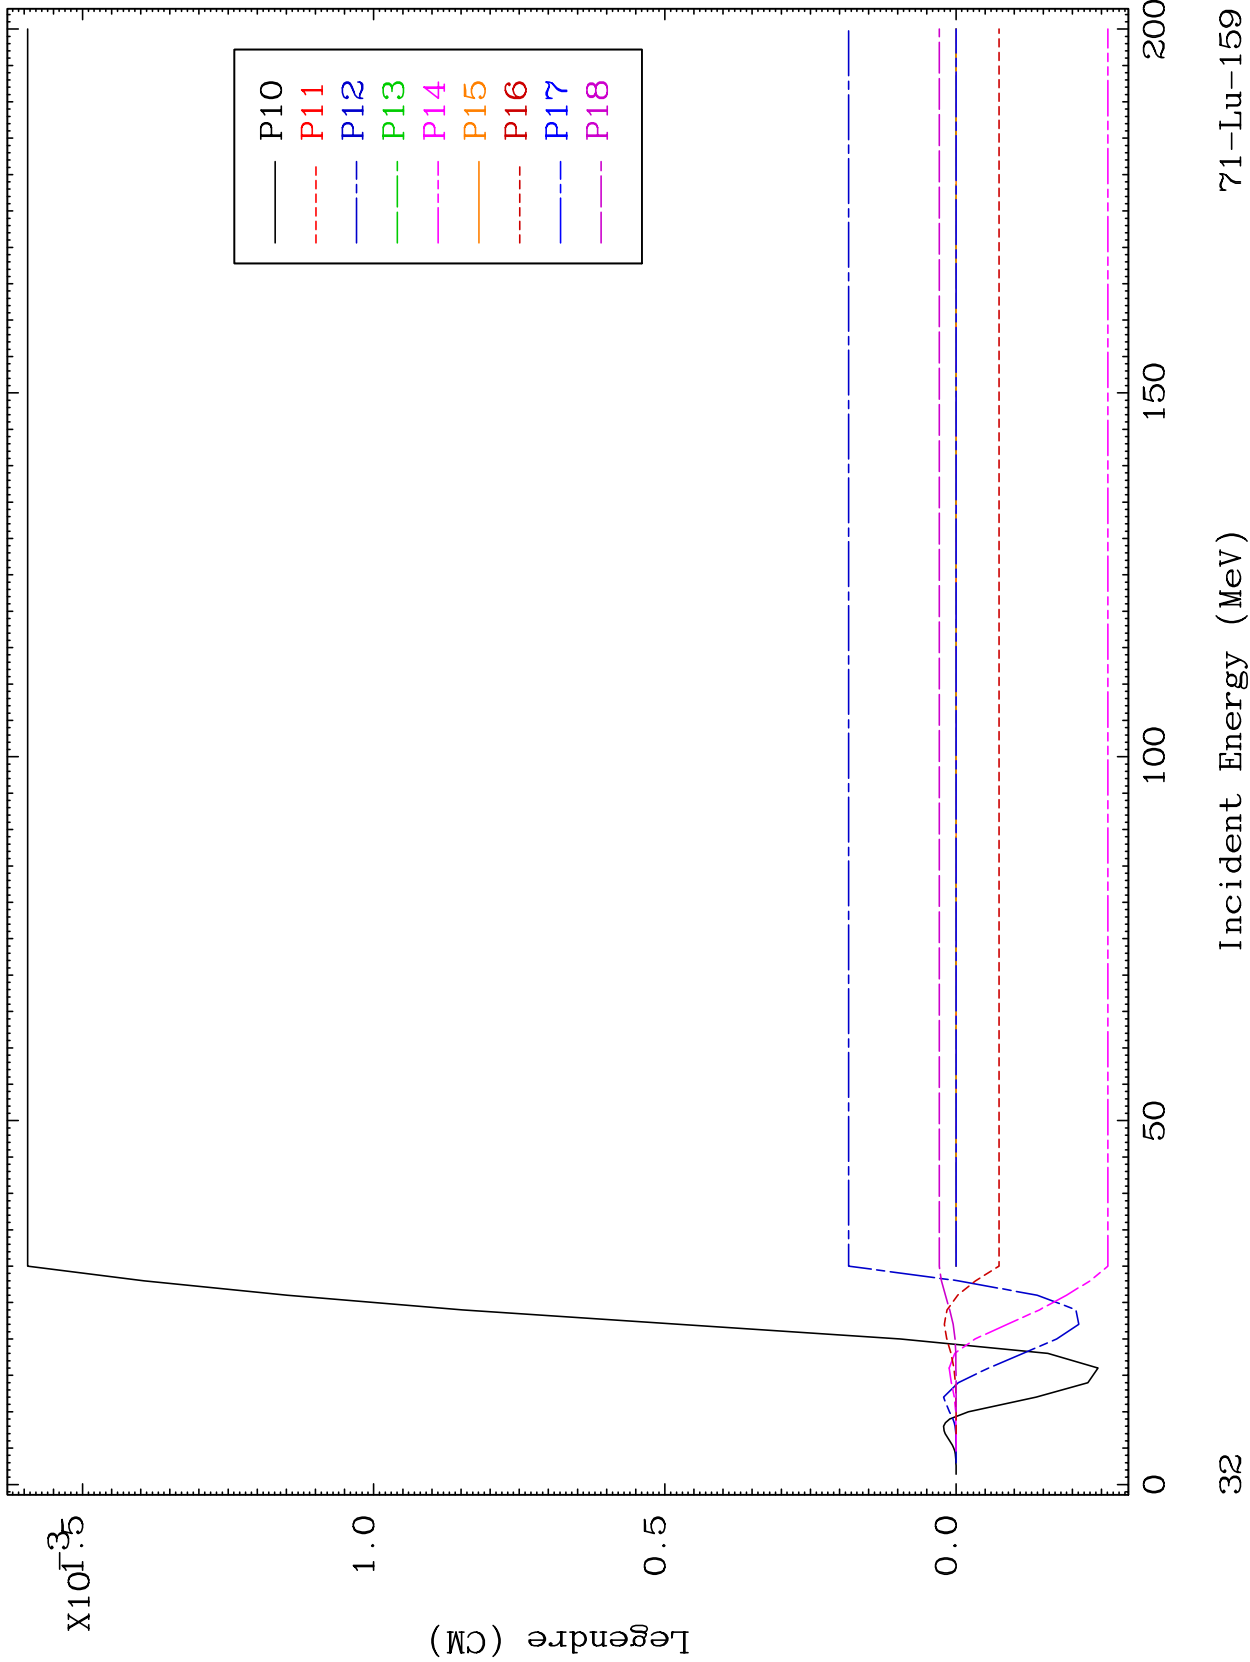 X10⁻³
1.5
1.0
0.5
0.0
Legendre (CM)
P10
P11
P12
P13
P14
P15
P16
P17
P18
0
50
100
150
200
Incident Energy (MeV)
32
71-Lu-159